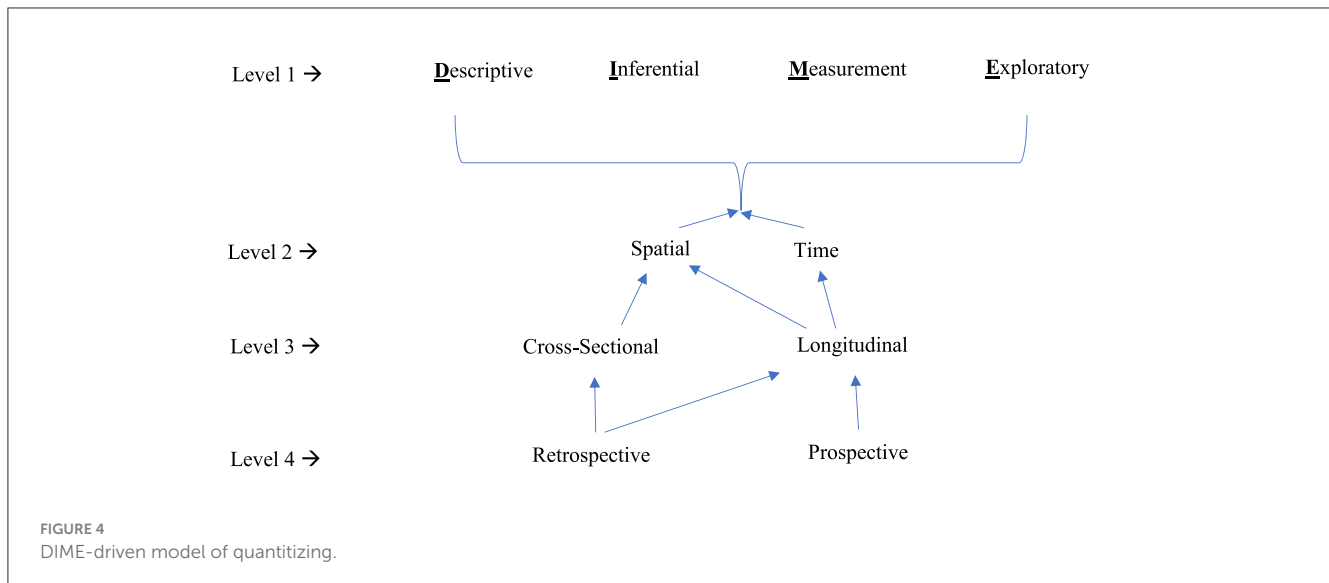 Level 1 → Descriptive Inferential Measurement Exploratory
Level 2 → Spatial Time
Level 3 → Cross-Sectional Longitudinal
Level 4 → Retrospective Prospective
FIGURE 4
DIME-driven model of quantitizing.